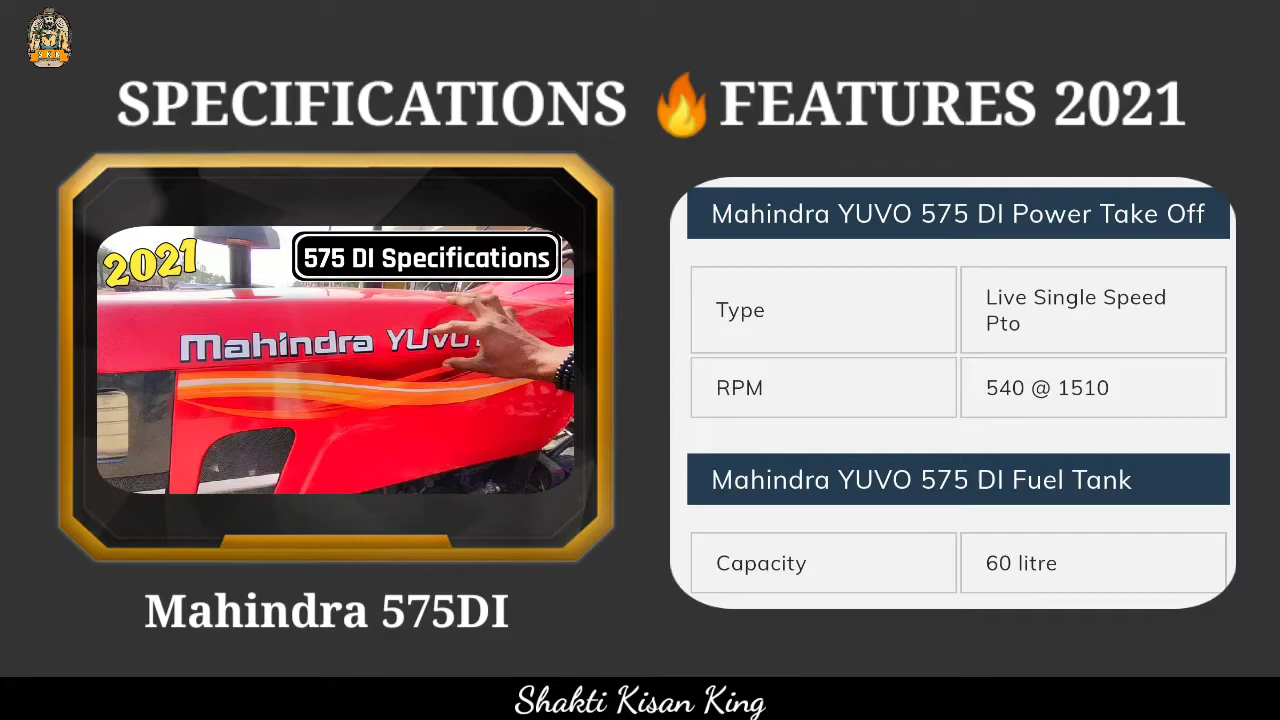 SKK
SPECIFICATIONS 🔥FEATURES 2021
2021
575 DI Specifications
Mahindra YUVO
Mahindra 575DI
Mahindra YUVO 575 DI Power Take Off
Type
Live Single Speed
Pto
RPM
540 @ 1510
Mahindra YUVO 575 DI Fuel Tank
Capacity
60 litre
Shakti Kisan King